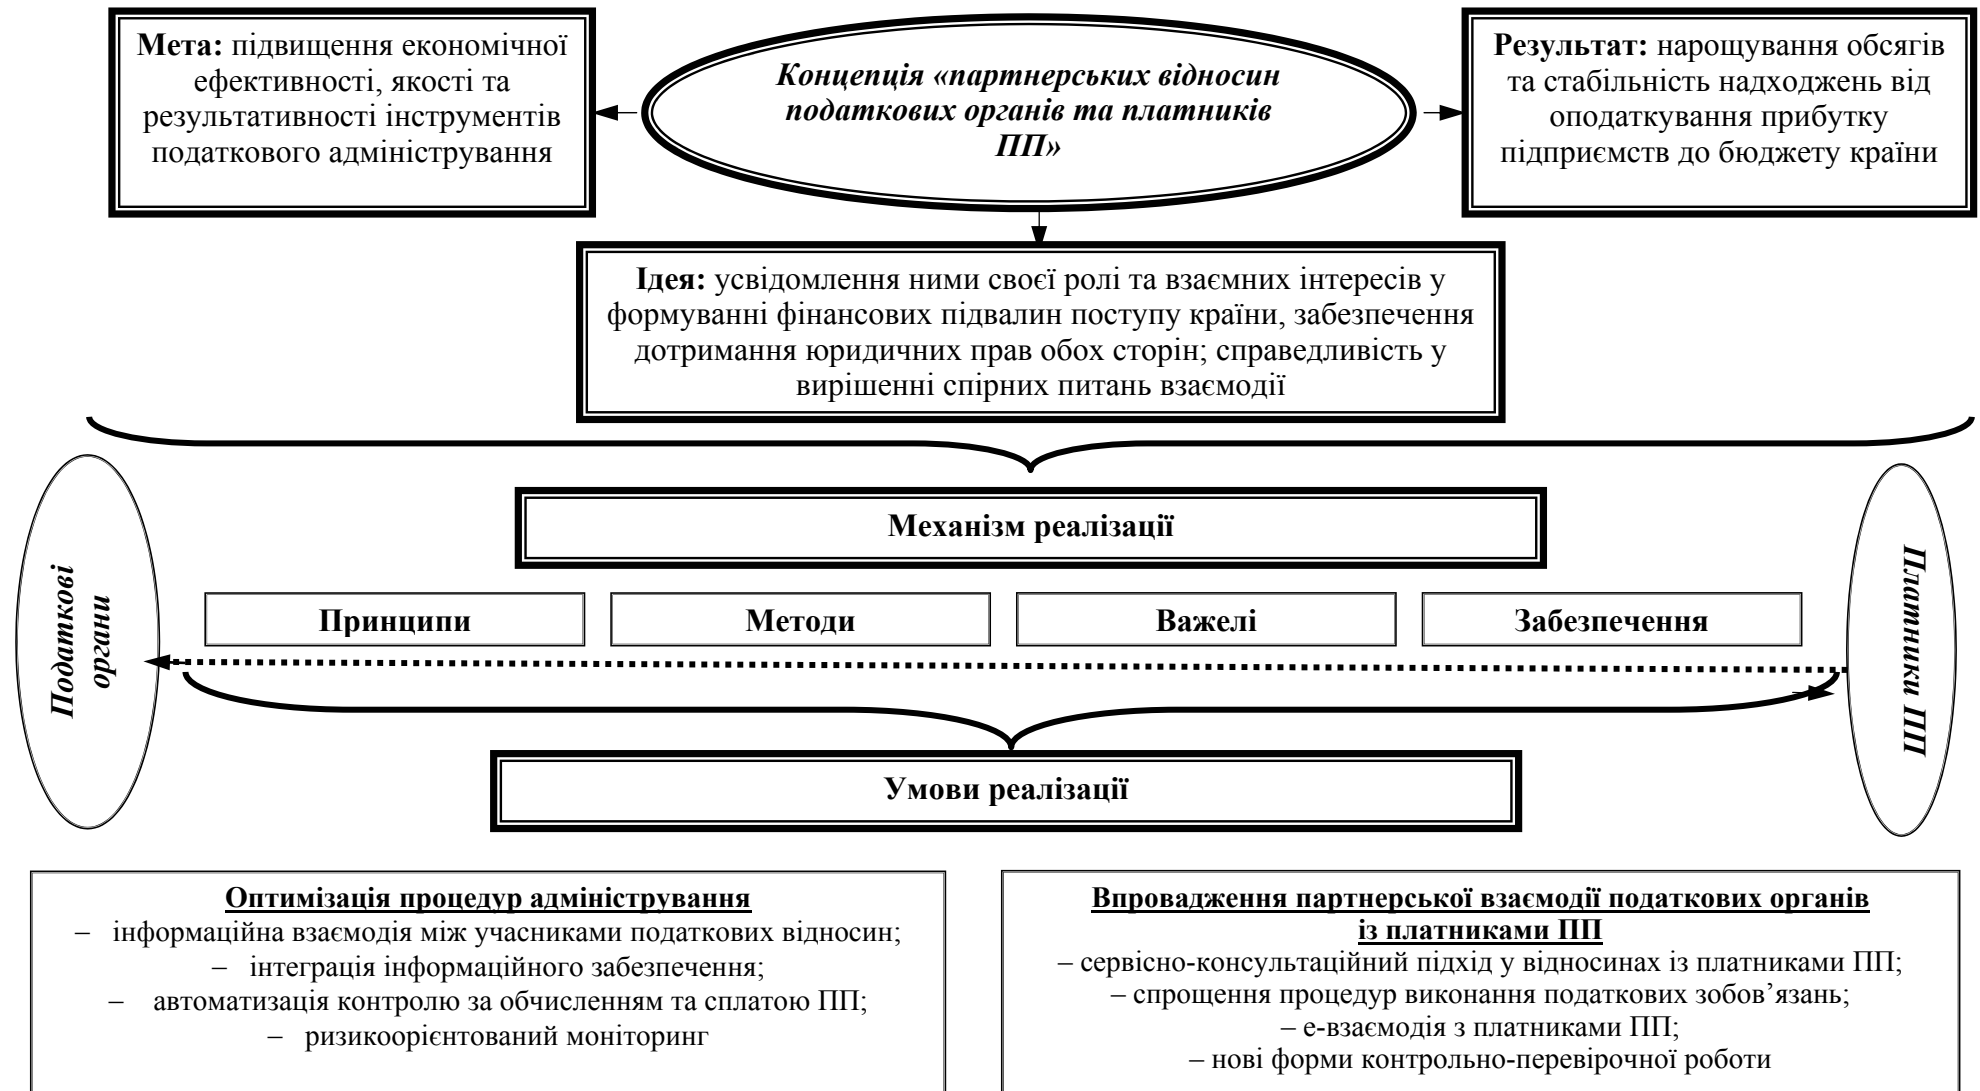 Мета: підвищення економічної
ефективності, якості та
результативності інструментів
податкового адміністрування
Концепція «партнерських відносин
податкових органів та платників
ПП»
Результат: нарощування обсягів
та стабільність надходжень від
оподаткування прибутку
підприємств до бюджету країни
Ідея: усвідомлення ними своєї ролі та взаємних інтересів у
формуванні фінансових підвалин поступу країни, забезпечення
дотримання юридичних прав обох сторін; справедливість у
вирішенні спірних питань взаємодії
Механізм реалізації
Податкові
органи
Принципи
Методи
Важелі
Забезпечення
Платники ПП
Умови реалізації
Оптимізація процедур адміністрування
– інформаційна взаємодія між учасниками податкових відносин;
– інтеграція інформаційного забезпечення;
– автоматизація контролю за обчисленням та сплатою ПП;
– ризикоорієнтований моніторинг
Впровадження партнерської взаємодії податкових органів
із платниками ПП
– сервісно-консультаційний підхід у відносинах із платниками ПП;
– спрощення процедур виконання податкових зобов’язань;
– е-взаємодія з платниками ПП;
– нові форми контрольно-перевірочної роботи